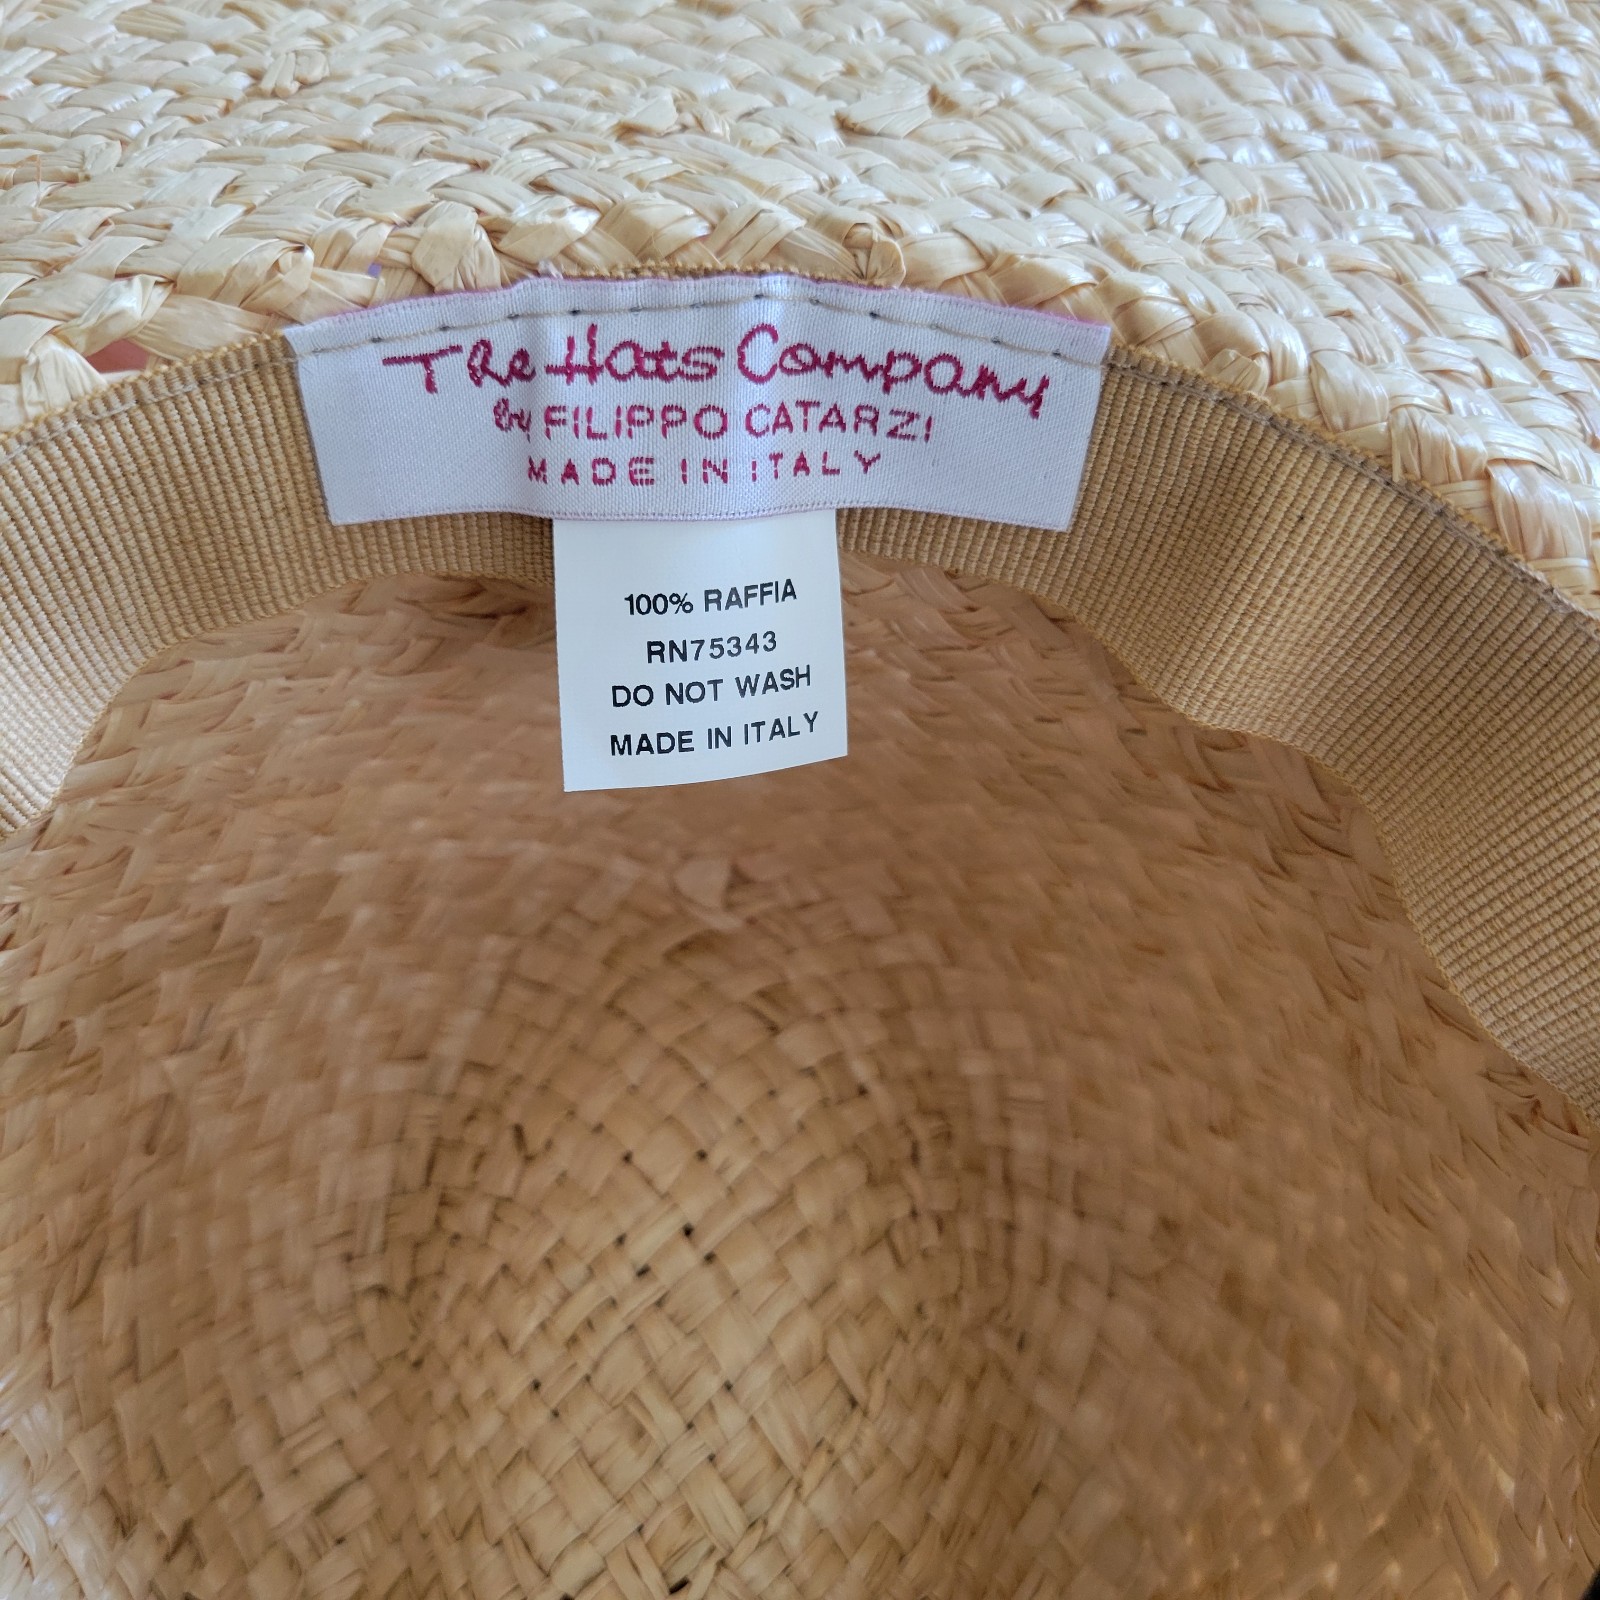 The Hats Company
by FILIPPO CATARZI
MADE IN ITALY
100% RAFFIA
RN75343
DO NOT WASH
MADE IN ITALY